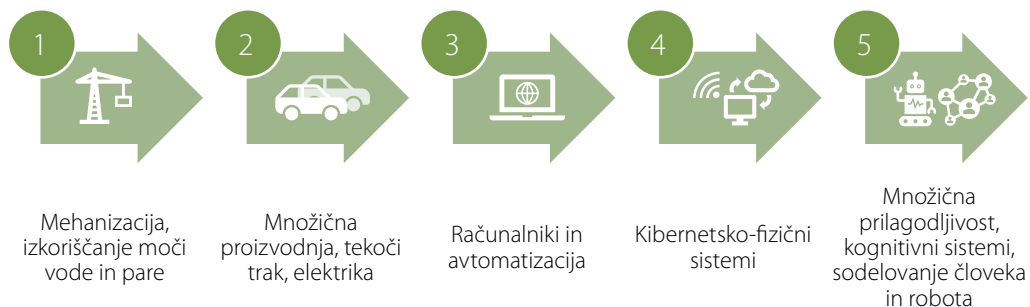 1
2
3
4
5
Mehanizacija,
izkoriščanje moči
vode in pare
Množična
proizvodnja, tekoči
trak, elektrika
Računalniki in
avtomatizacija
Kibernetsko-fizični
sistemi
Množična
prilagodljivost,
kognitivni sistemi,
sodelovanje človeka
in robota